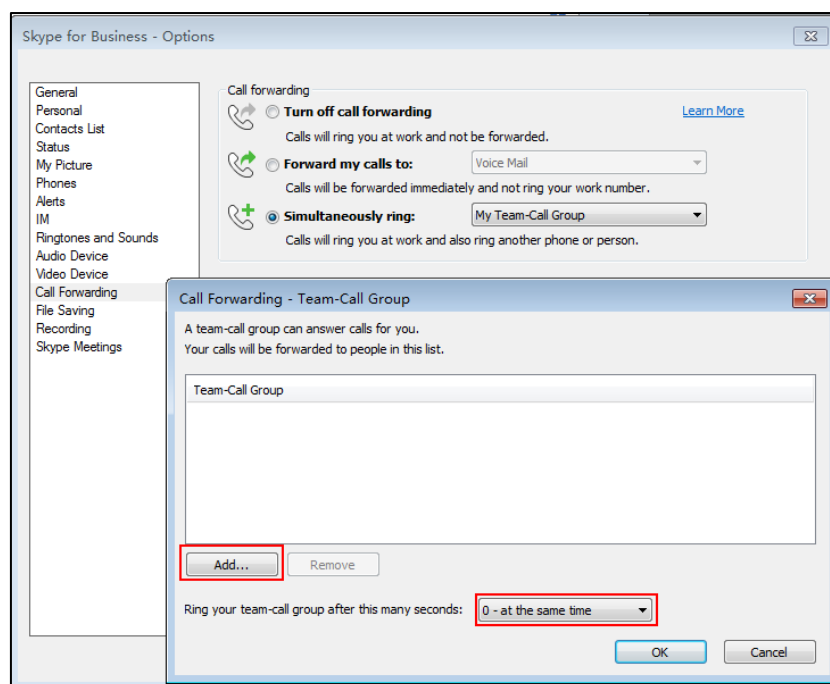 Skype for Business - Options
General
Personal
Contacts List
Status
My Picture
Phones
Alerts
IM
Ringtones and Sounds
Audio Device
Video Device
Call Forwarding
File Saving
Recording
Skype Meetings
Call forwarding
Turn off call forwarding
Learn More
Calls will ring you at work and not be forwarded.
Forward my calls to:
Voice Mail
Calls will be forwarded immediately and not ring your work number.
Simultaneously ring:
My Team-Call Group
Calls will ring you at work and also ring another phone or person.
Call Forwarding - Team-Call Group
A team-call group can answer calls for you.
Your calls will be forwarded to people in this list.
Team-Call Group
Add...
Remove
Ring your team-call group after this many seconds:
0 - at the same time
OK
Cancel